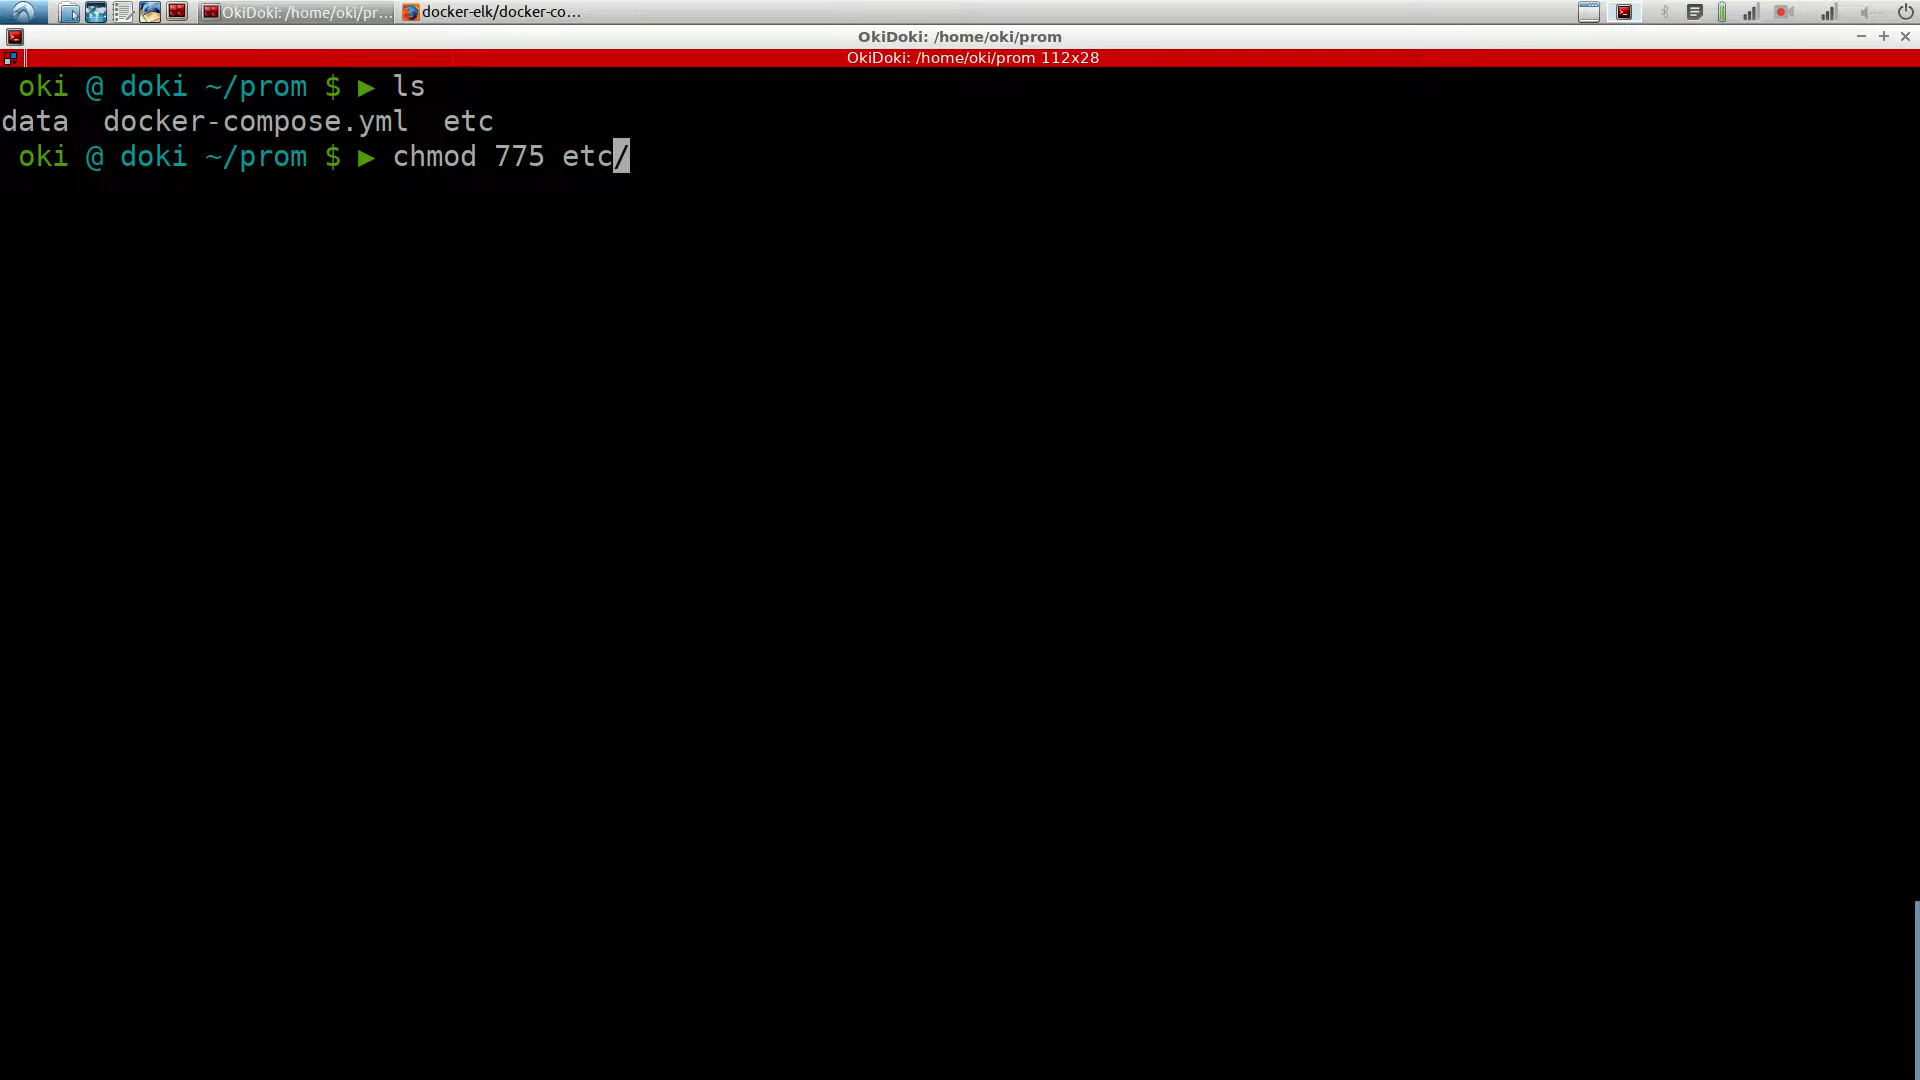 OkiDoki: /home/oki/pr...
docker-elk/docker-co...
OkiDoki: /home/oki/prom
OkiDoki: /home/oki/prom 112x28
oki @ doki ~/prom $ ▶ ls
data docker-compose.yml etc
oki @ doki ~/prom $ ▶ chmod 775 etc/